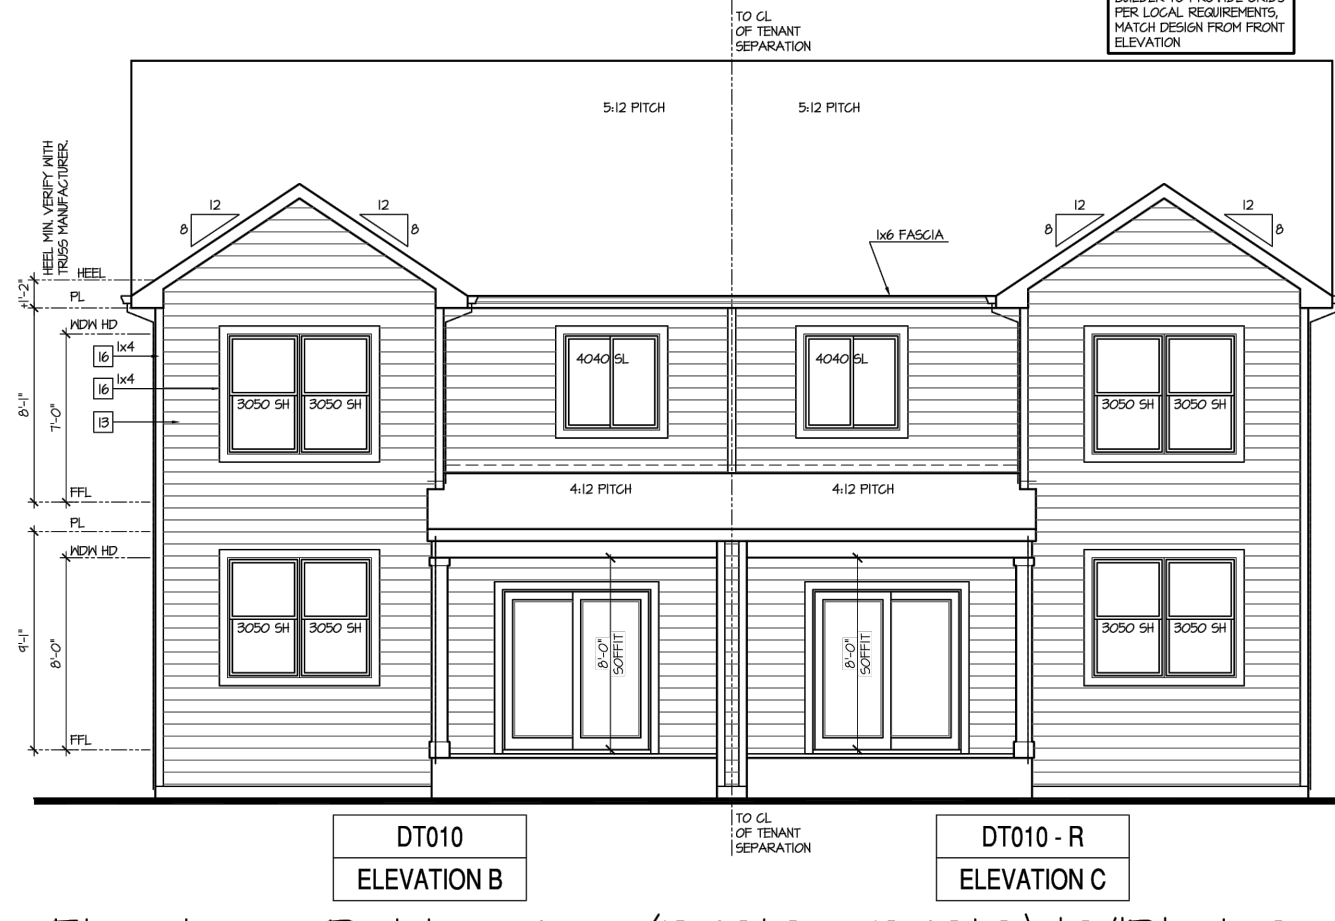 TO CL
OF TENANT
SEPARATION
PER LOCAL REQUIREMENTS,
MATCH DESIGN FROM FRONT
ELEVATION
5:12 PITCH
5:12 PITCH
HEEL MIN. VERIFY WITH
TRUSS MANUFACTURER.
12
8
12
8
12
8
12
8
1x6 FASCIA
HEEL
±1'-2"
PL
WDW HD
16 1x4
16 1x4
13
8'-1"
7'-0"
3050 SH 3050 SH
4040 SL
4040 SL
3050 SH 3050 SH
FFL
4:12 PITCH
4:12 PITCH
PL
WDW HD
9'-1"
8'-0"
3050 SH 3050 SH
8'-0"
SOFFIT
8'-0"
SOFFIT
3050 SH 3050 SH
FFL
TO CL
OF TENANT
SEPARATION
DT010
ELEVATION B
DT010 - R
ELEVATION C